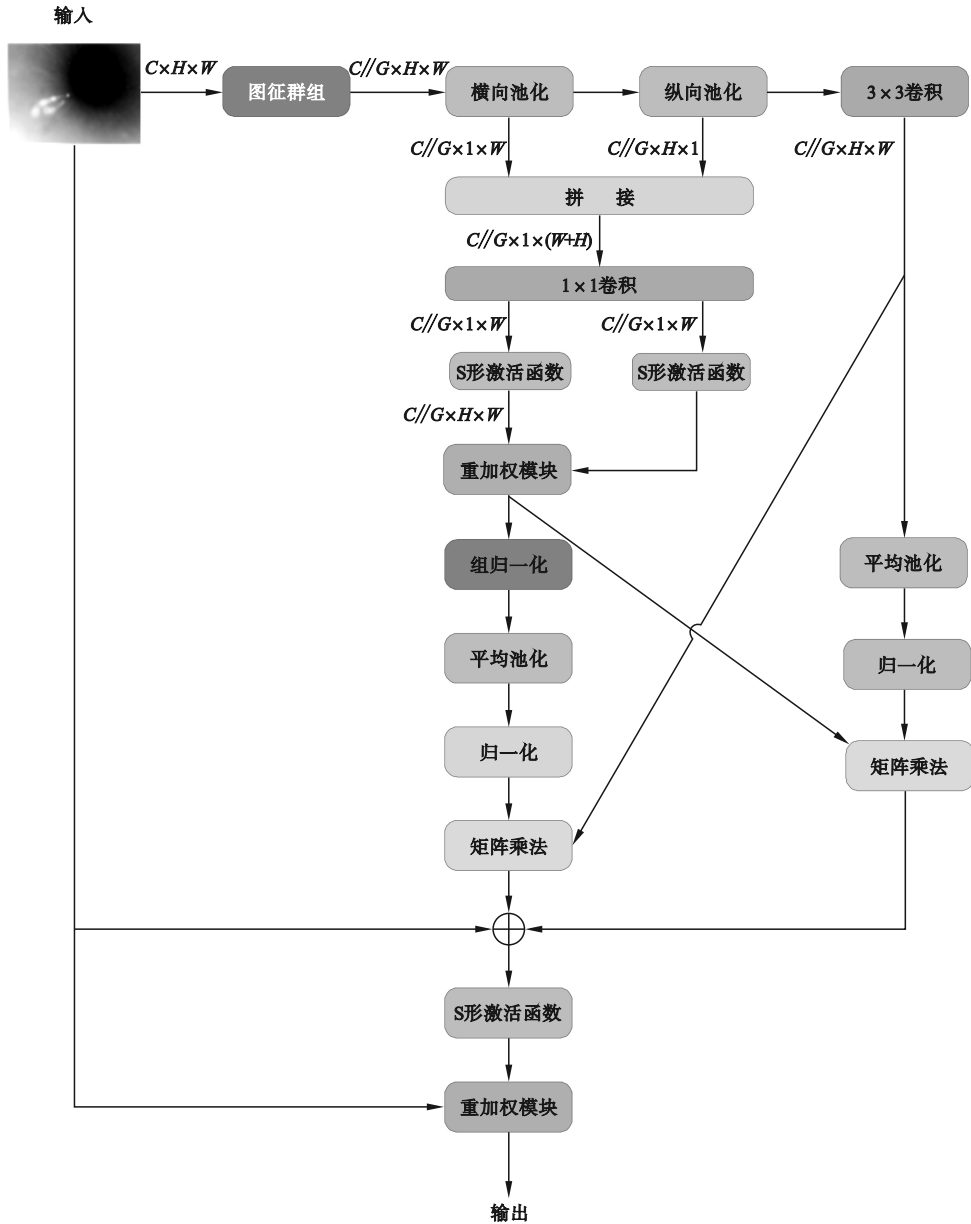 输入
C×H×W
图征群组
C//G×H×W
横向池化
纵向池化
3×3卷积
C//G×1×W
C//G×H×1
C//G×H×W
拼 接
C//G×1×(W+H)
1×1卷积
C//G×1×W
C//G×1×W
S形激活函数
S形激活函数
C//G×H×W
重加权模块
组归一化
平均池化
平均池化
归一化
归一化
矩阵乘法
矩阵乘法
S形激活函数
重加权模块
输出